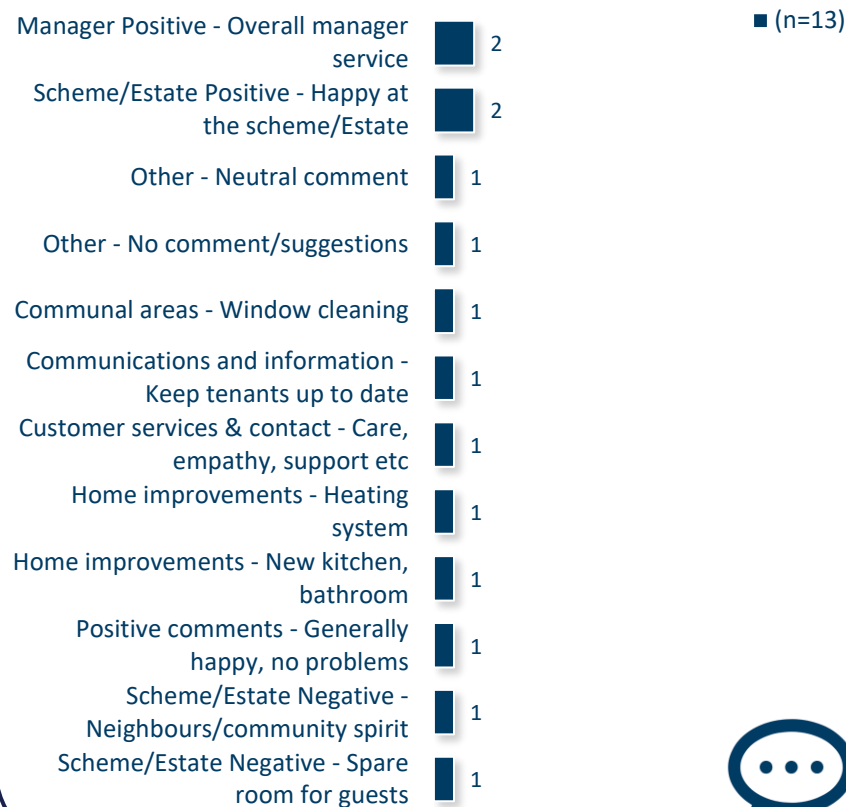 Manager Positive - Overall manager
service
2
(n=13)
Scheme/Estate Positive - Happy at
the scheme/Estate
2
Other - Neutral comment
1
Other - No comment/suggestions
1
Communal areas - Window cleaning
1
Communications and information -
Keep tenants up to date
1
Customer services & contact - Care,
empathy, support etc
1
Home improvements - Heating
system
1
Home improvements - New kitchen,
bathroom
1
Positive comments - Generally
happy, no problems
1
Scheme/Estate Negative -
Neighbours/community spirit
1
Scheme/Estate Negative - Spare
room for guests
1